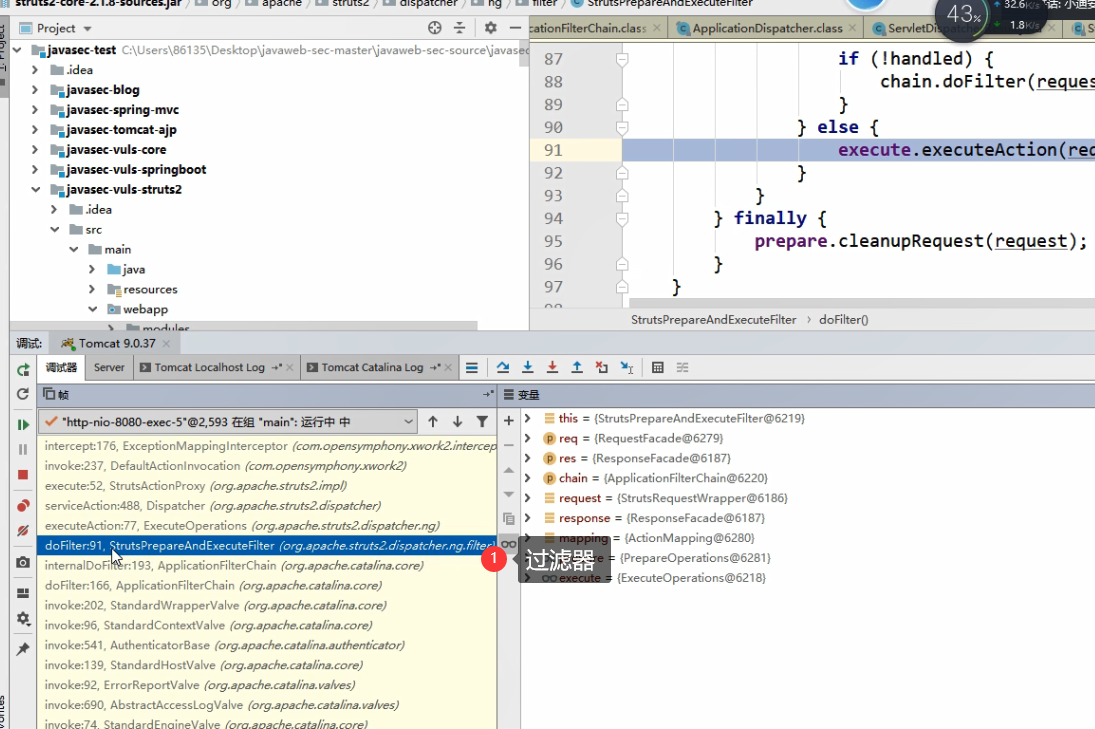 struts2-core-2.1.8-sources.jar org apache struts2 dispatcher ng filter StrutsPrepareAndExecuteFilter
43%
32.6K/s
1.8K/s
Project
javasec-test C:\Users\86135\Desktop\javaweb-sec-master\javaweb-sec-source\javasec
.idea
javasec-blog
javasec-spring-mvc
javasec-tomcat-ajp
javasec-vuls-core
javasec-vuls-springboot
javasec-vuls-struts2
.idea
src
main
java
resources
webapp
modules
cationFilterChain.class × ApplicationDispatcher.class × ServletD
87 if (!handled) {
88 chain.doFilter(reques
89 }
90 } else {
91 execute.executeAction(req
92 }
93 }
94 } finally {
95 prepare.cleanupRequest(request);
96 }
97 }
StrutsPrepareAndExecuteFilter › doFilter()
调试: Tomcat 9.0.37 ×
调试器 Server Tomcat Localhost Log × Tomcat Catalina Log ×
帧
"http-nio-8080-exec-5"@2,593 在组 "main": 运行中 中
intercept:176, ExceptionMappingInterceptor (com.opensymphony.xwork2.intercep
invoke:237, DefaultActionInvocation (com.opensymphony.xwork2)
execute:52, StrutsActionProxy (org.apache.struts2.impl)
serviceAction:488, Dispatcher (org.apache.struts2.dispatcher)
executeAction:77, ExecuteOperations (org.apache.struts2.dispatcher.ng)
doFilter:91, StrutsPrepareAndExecuteFilter (org.apache.struts2.dispatcher.ng.filter)
internalDoFilter:193, ApplicationFilterChain (org.apache.catalina.core)
doFilter:166, ApplicationFilterChain (org.apache.catalina.core)
invoke:202, StandardWrapperValve (org.apache.catalina.core)
invoke:96, StandardContextValve (org.apache.catalina.core)
invoke:541, AuthenticatorBase (org.apache.catalina.authenticator)
invoke:139, StandardHostValve (org.apache.catalina.core)
invoke:92, ErrorReportValve (org.apache.catalina.valves)
invoke:690, AbstractAccessLogValve (org.apache.catalina.valves)
invoke:74, StandardEngineValve (org.apache.catalina.core)
变量
this = {StrutsPrepareAndExecuteFilter@6219}
req = {RequestFacade@6279}
res = {ResponseFacade@6187}
chain = {ApplicationFilterChain@6220}
request = {StrutsRequestWrapper@6186}
response = {ResponseFacade@6187}
mapping = {ActionMapping@6280}
= {PrepareOperations@6281}
execute = {ExecuteOperations@6218}
1 过滤器